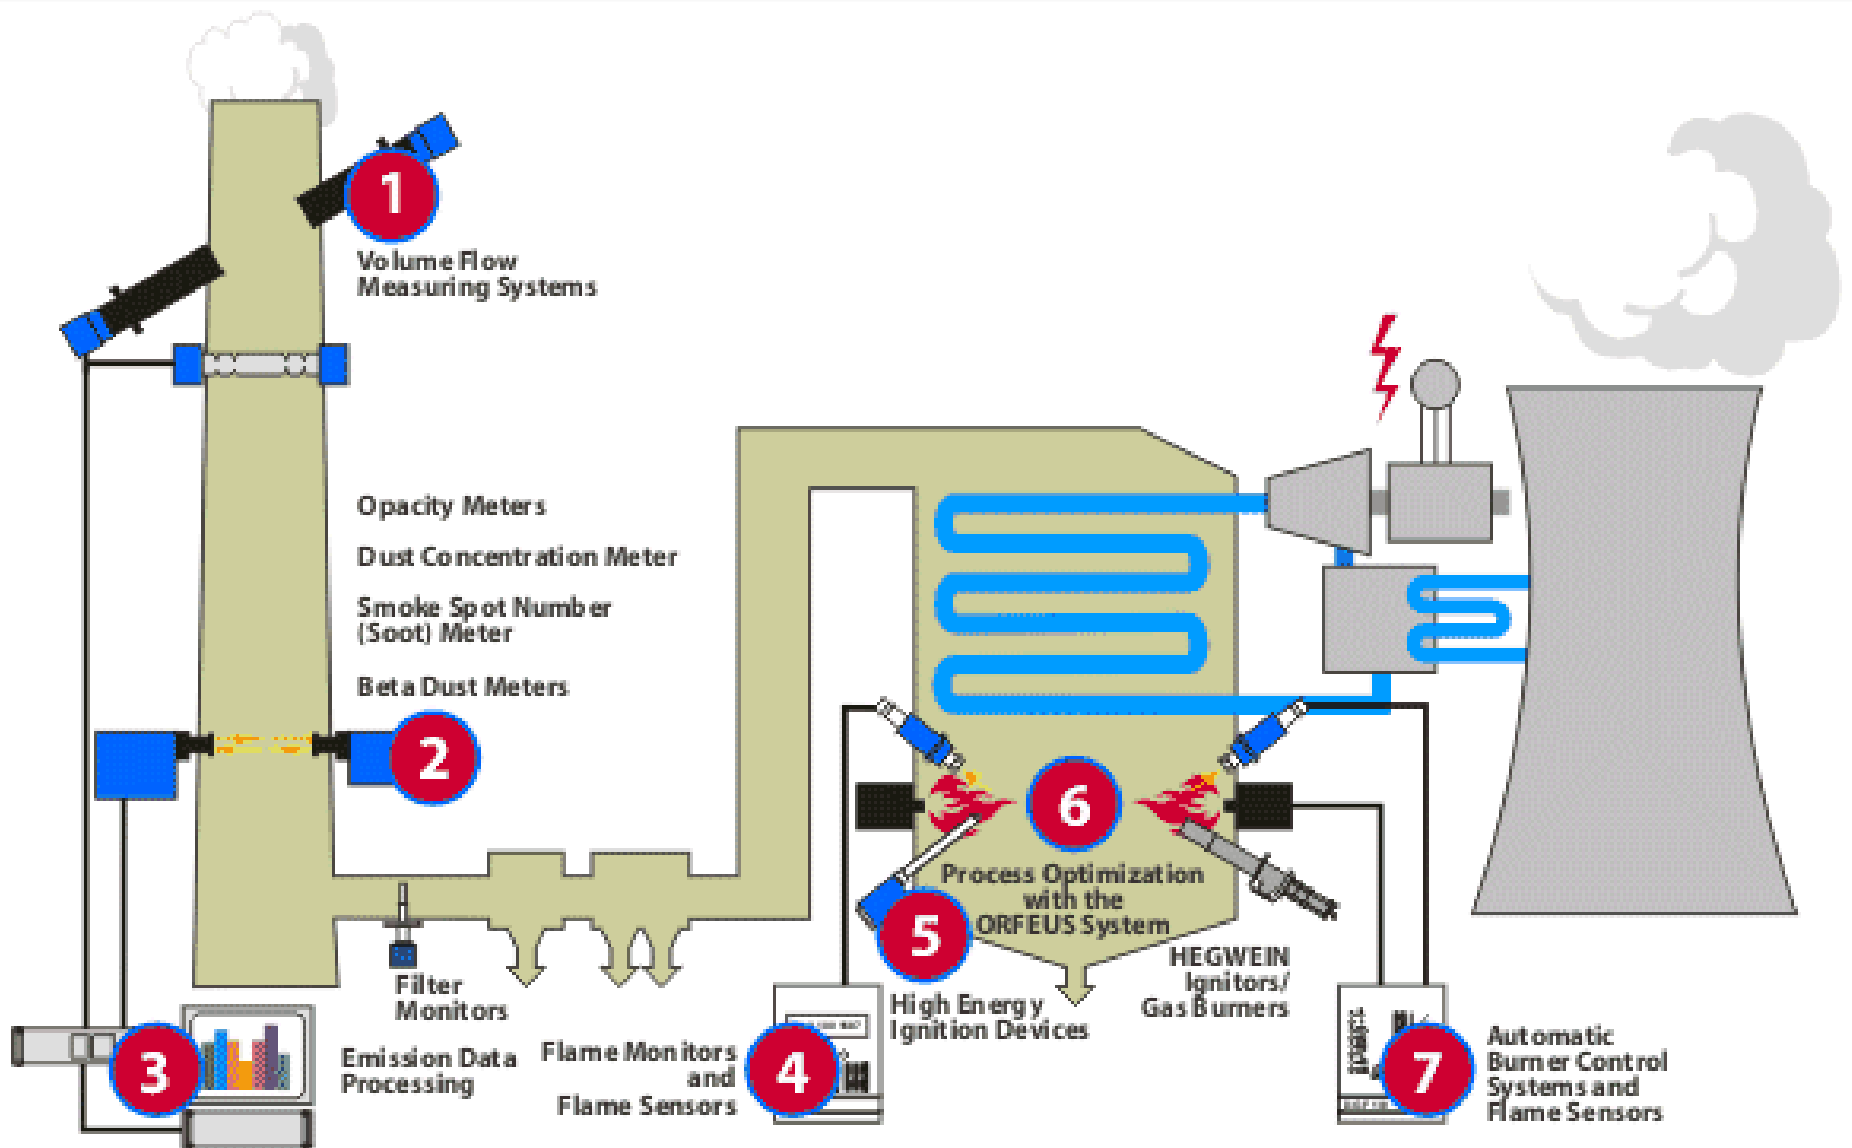 1
Volume Flow
Measuring Systems
Opacity Meters
Dust Concentration Meter
Smoke Spot Number
(Soot) Meter
Beta Dust Meters
2
6
Process Optimization
with the
ORFEUS System
5
HEGWEIN
Ignitors/
Gas Burners
Filter
Monitors
High Energy
Ignition Devices
3
Emission Data
Processing
Flame Monitors
and
Flame Sensors
4
7
Automatic
Burner Control
Systems and
Flame Sensors